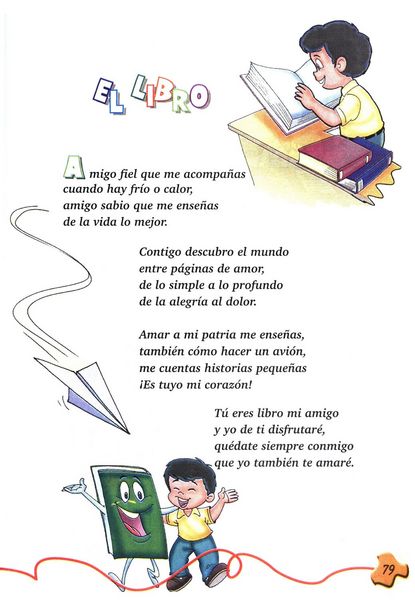 EL LIBRO
Amigo fiel que me acompañas
cuando hay frío o calor,
amigo sabio que me enseñas
de la vida lo mejor.
Contigo descubro el mundo
entre páginas de amor,
de lo simple a lo profundo
de la alegría al dolor.
Amar a mi patria me enseñas,
también cómo hacer un avión,
me cuentas historias pequeñas
¡Es tuyo mi corazón!
Tú eres libro mi amigo
y yo de ti disfrutaré,
quédate siempre conmigo
que yo también te amaré.
79